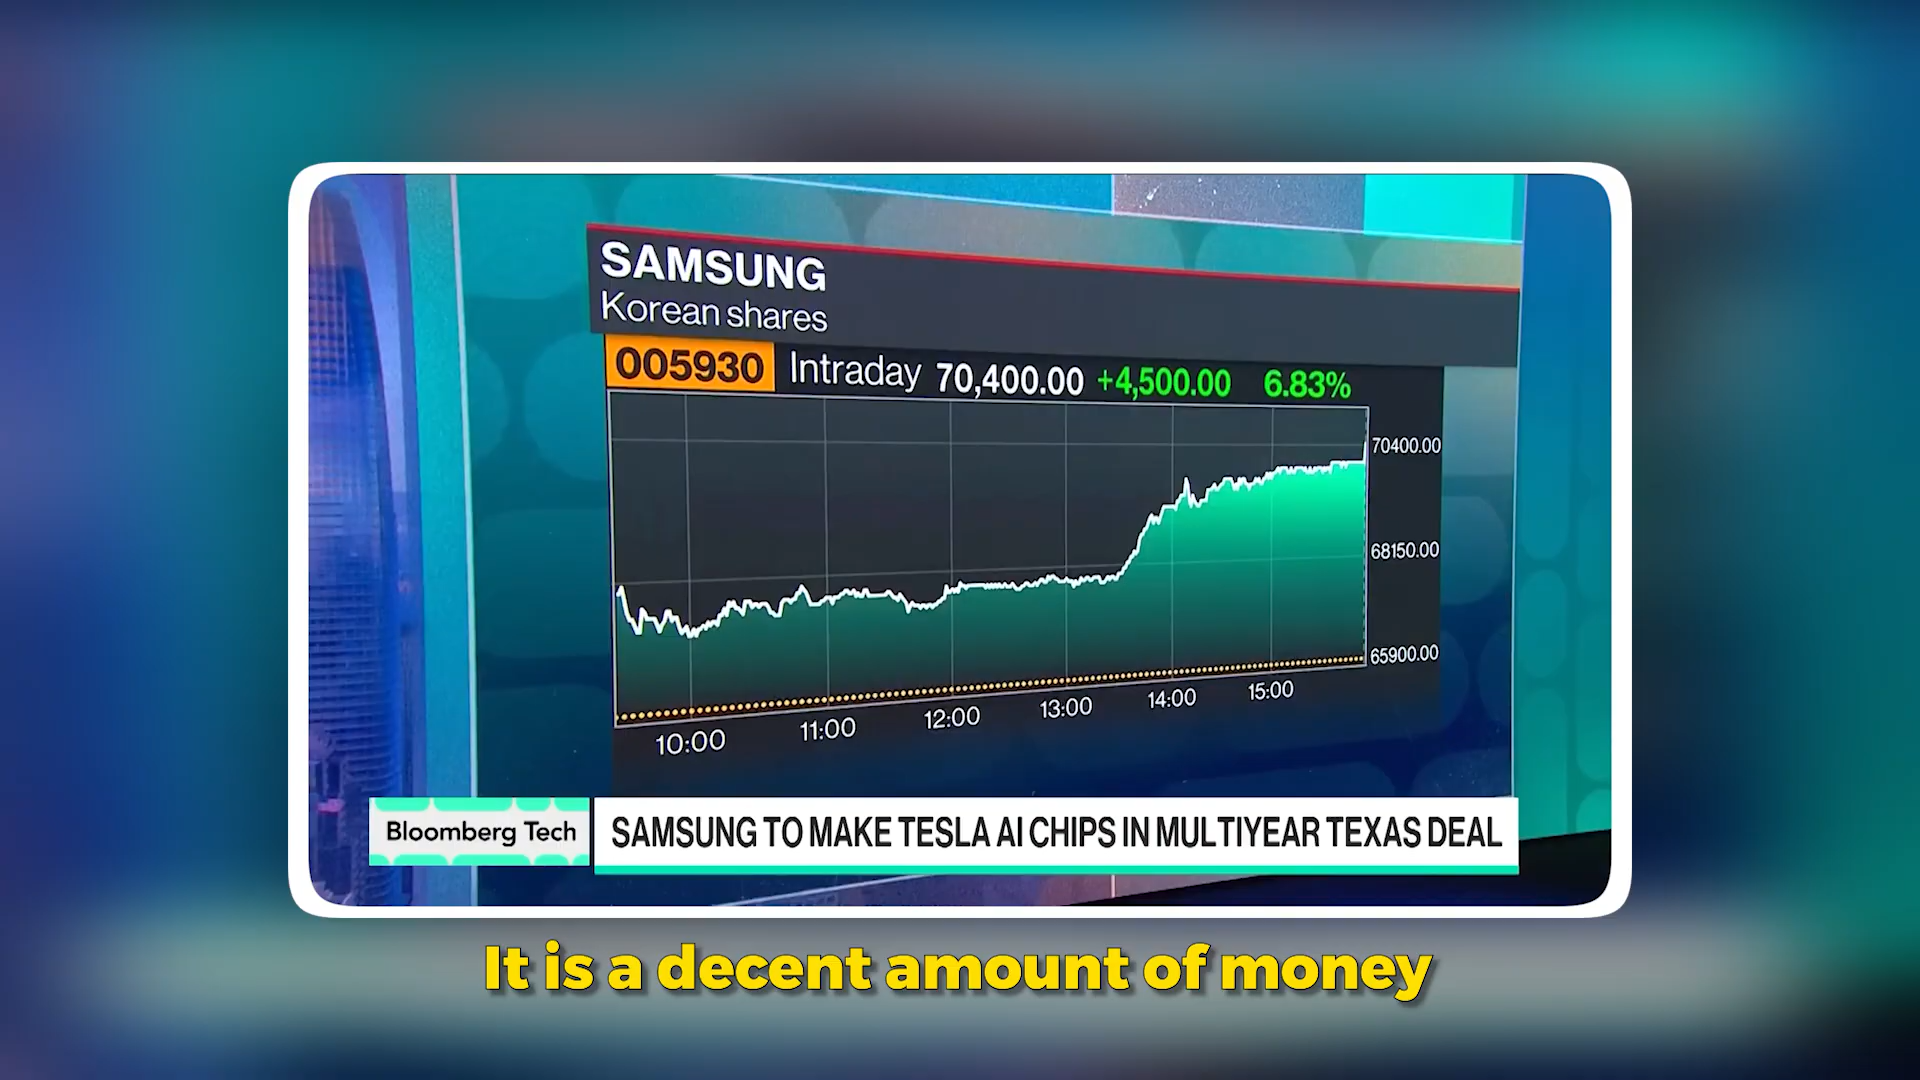 SAMSUNG
Korean shares
005930 Intraday 70,400.00 +4,500.00 6.83%
70400.00
68150.00
65900.00
10:00 11:00 12:00 13:00 14:00 15:00
Bloomberg Tech
SAMSUNG TO MAKE TESLA AI CHIPS IN MULTIYEAR TEXAS DEAL
It is a decent amount of money